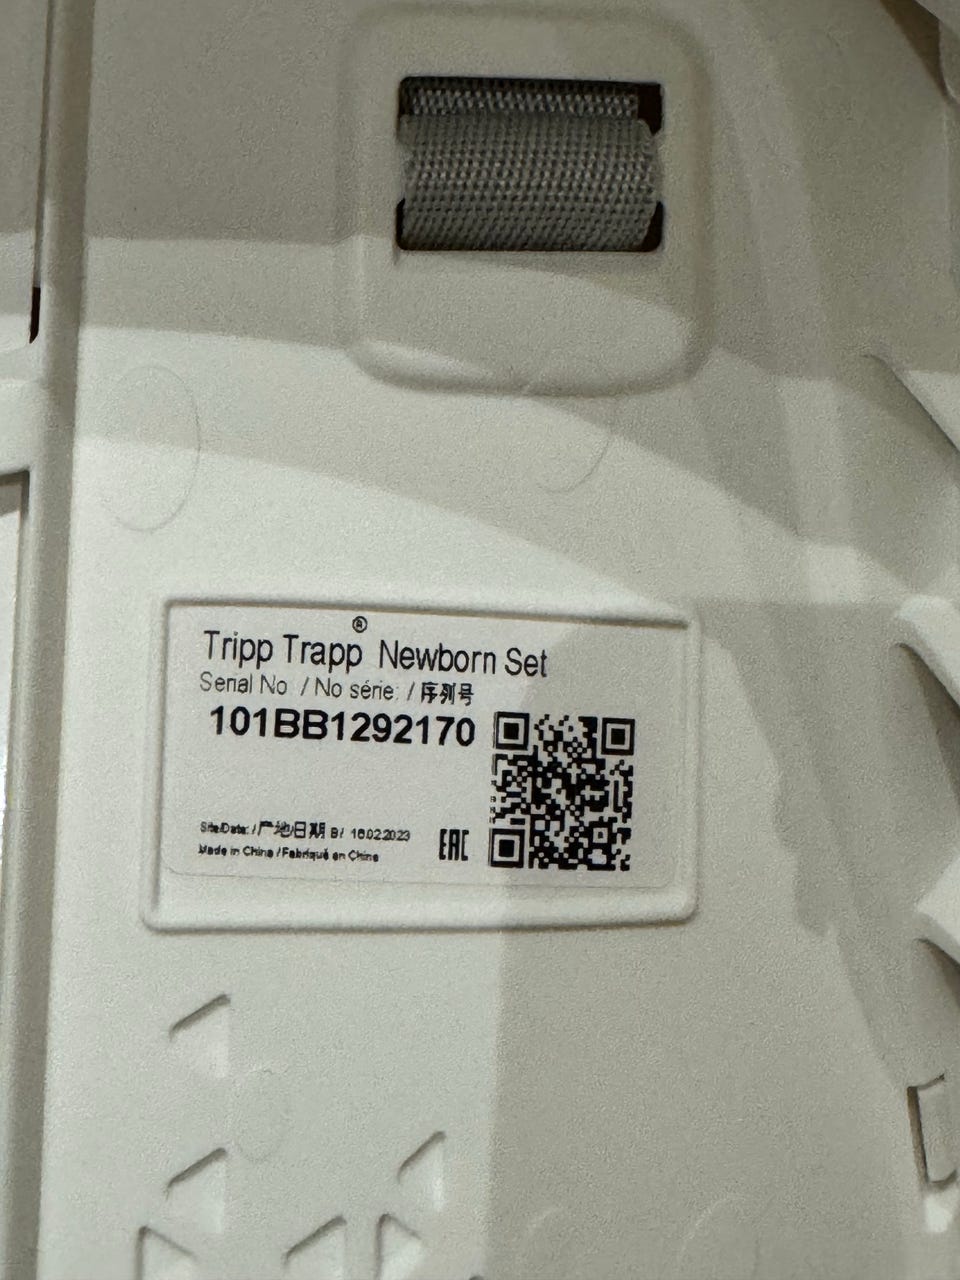 Tripp Trapp® Newborn Set
Serial No / No série: / 序列号
101BB1292170
Site/Date: / 产地/日期 B/ 16.02.2023
Made in China / Fabriqué en Chine
EAC